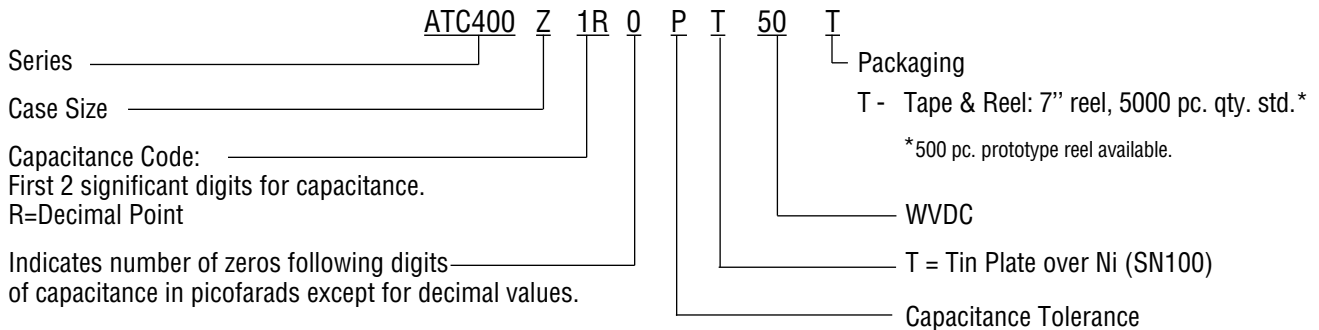 ATC400 Z 1R 0 P T 50 T
Series
Case Size
Capacitance Code:
First 2 significant digits for capacitance.
R=Decimal Point
Indicates number of zeros following digits
of capacitance in picofarads except for decimal values.
Packaging
T - Tape & Reel: 7’’ reel, 5000 pc. qty. std.*
*500 pc. prototype reel available.
WVDC
T = Tin Plate over Ni (SN100)
Capacitance Tolerance